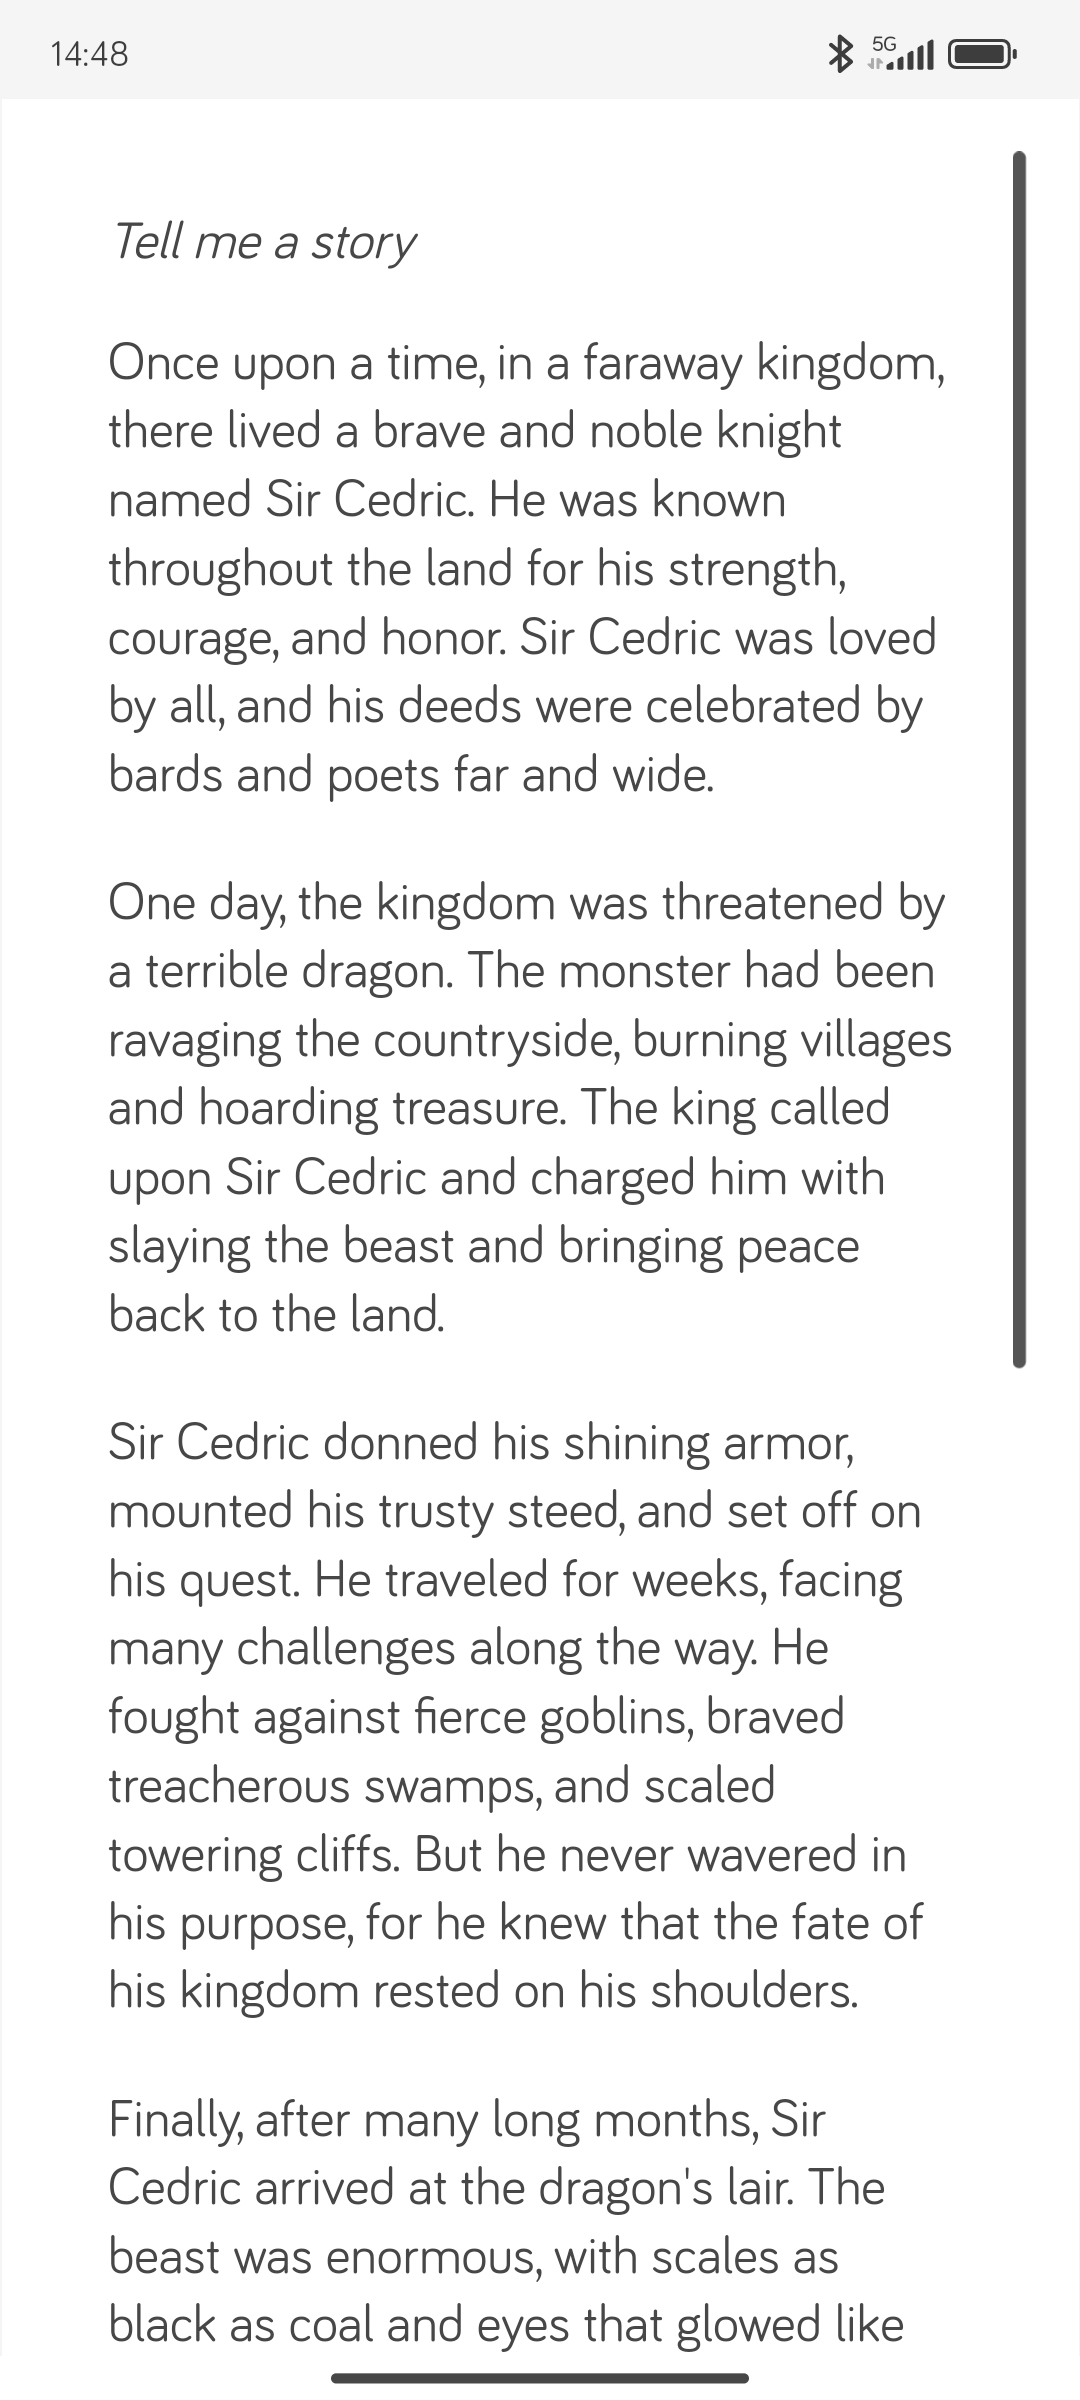 14:48
5G
Tell me a story
Once upon a time, in a faraway kingdom,
there lived a brave and noble knight
named Sir Cedric. He was known
throughout the land for his strength,
courage, and honor. Sir Cedric was loved
by all, and his deeds were celebrated by
bards and poets far and wide.
One day, the kingdom was threatened by
a terrible dragon. The monster had been
ravaging the countryside, burning villages
and hoarding treasure. The king called
upon Sir Cedric and charged him with
slaying the beast and bringing peace
back to the land.
Sir Cedric donned his shining armor,
mounted his trusty steed, and set off on
his quest. He traveled for weeks, facing
many challenges along the way. He
fought against fierce goblins, braved
treacherous swamps, and scaled
towering cliffs. But he never wavered in
his purpose, for he knew that the fate of
his kingdom rested on his shoulders.
Finally, after many long months, Sir
Cedric arrived at the dragon's lair. The
beast was enormous, with scales as
black as coal and eyes that glowed like